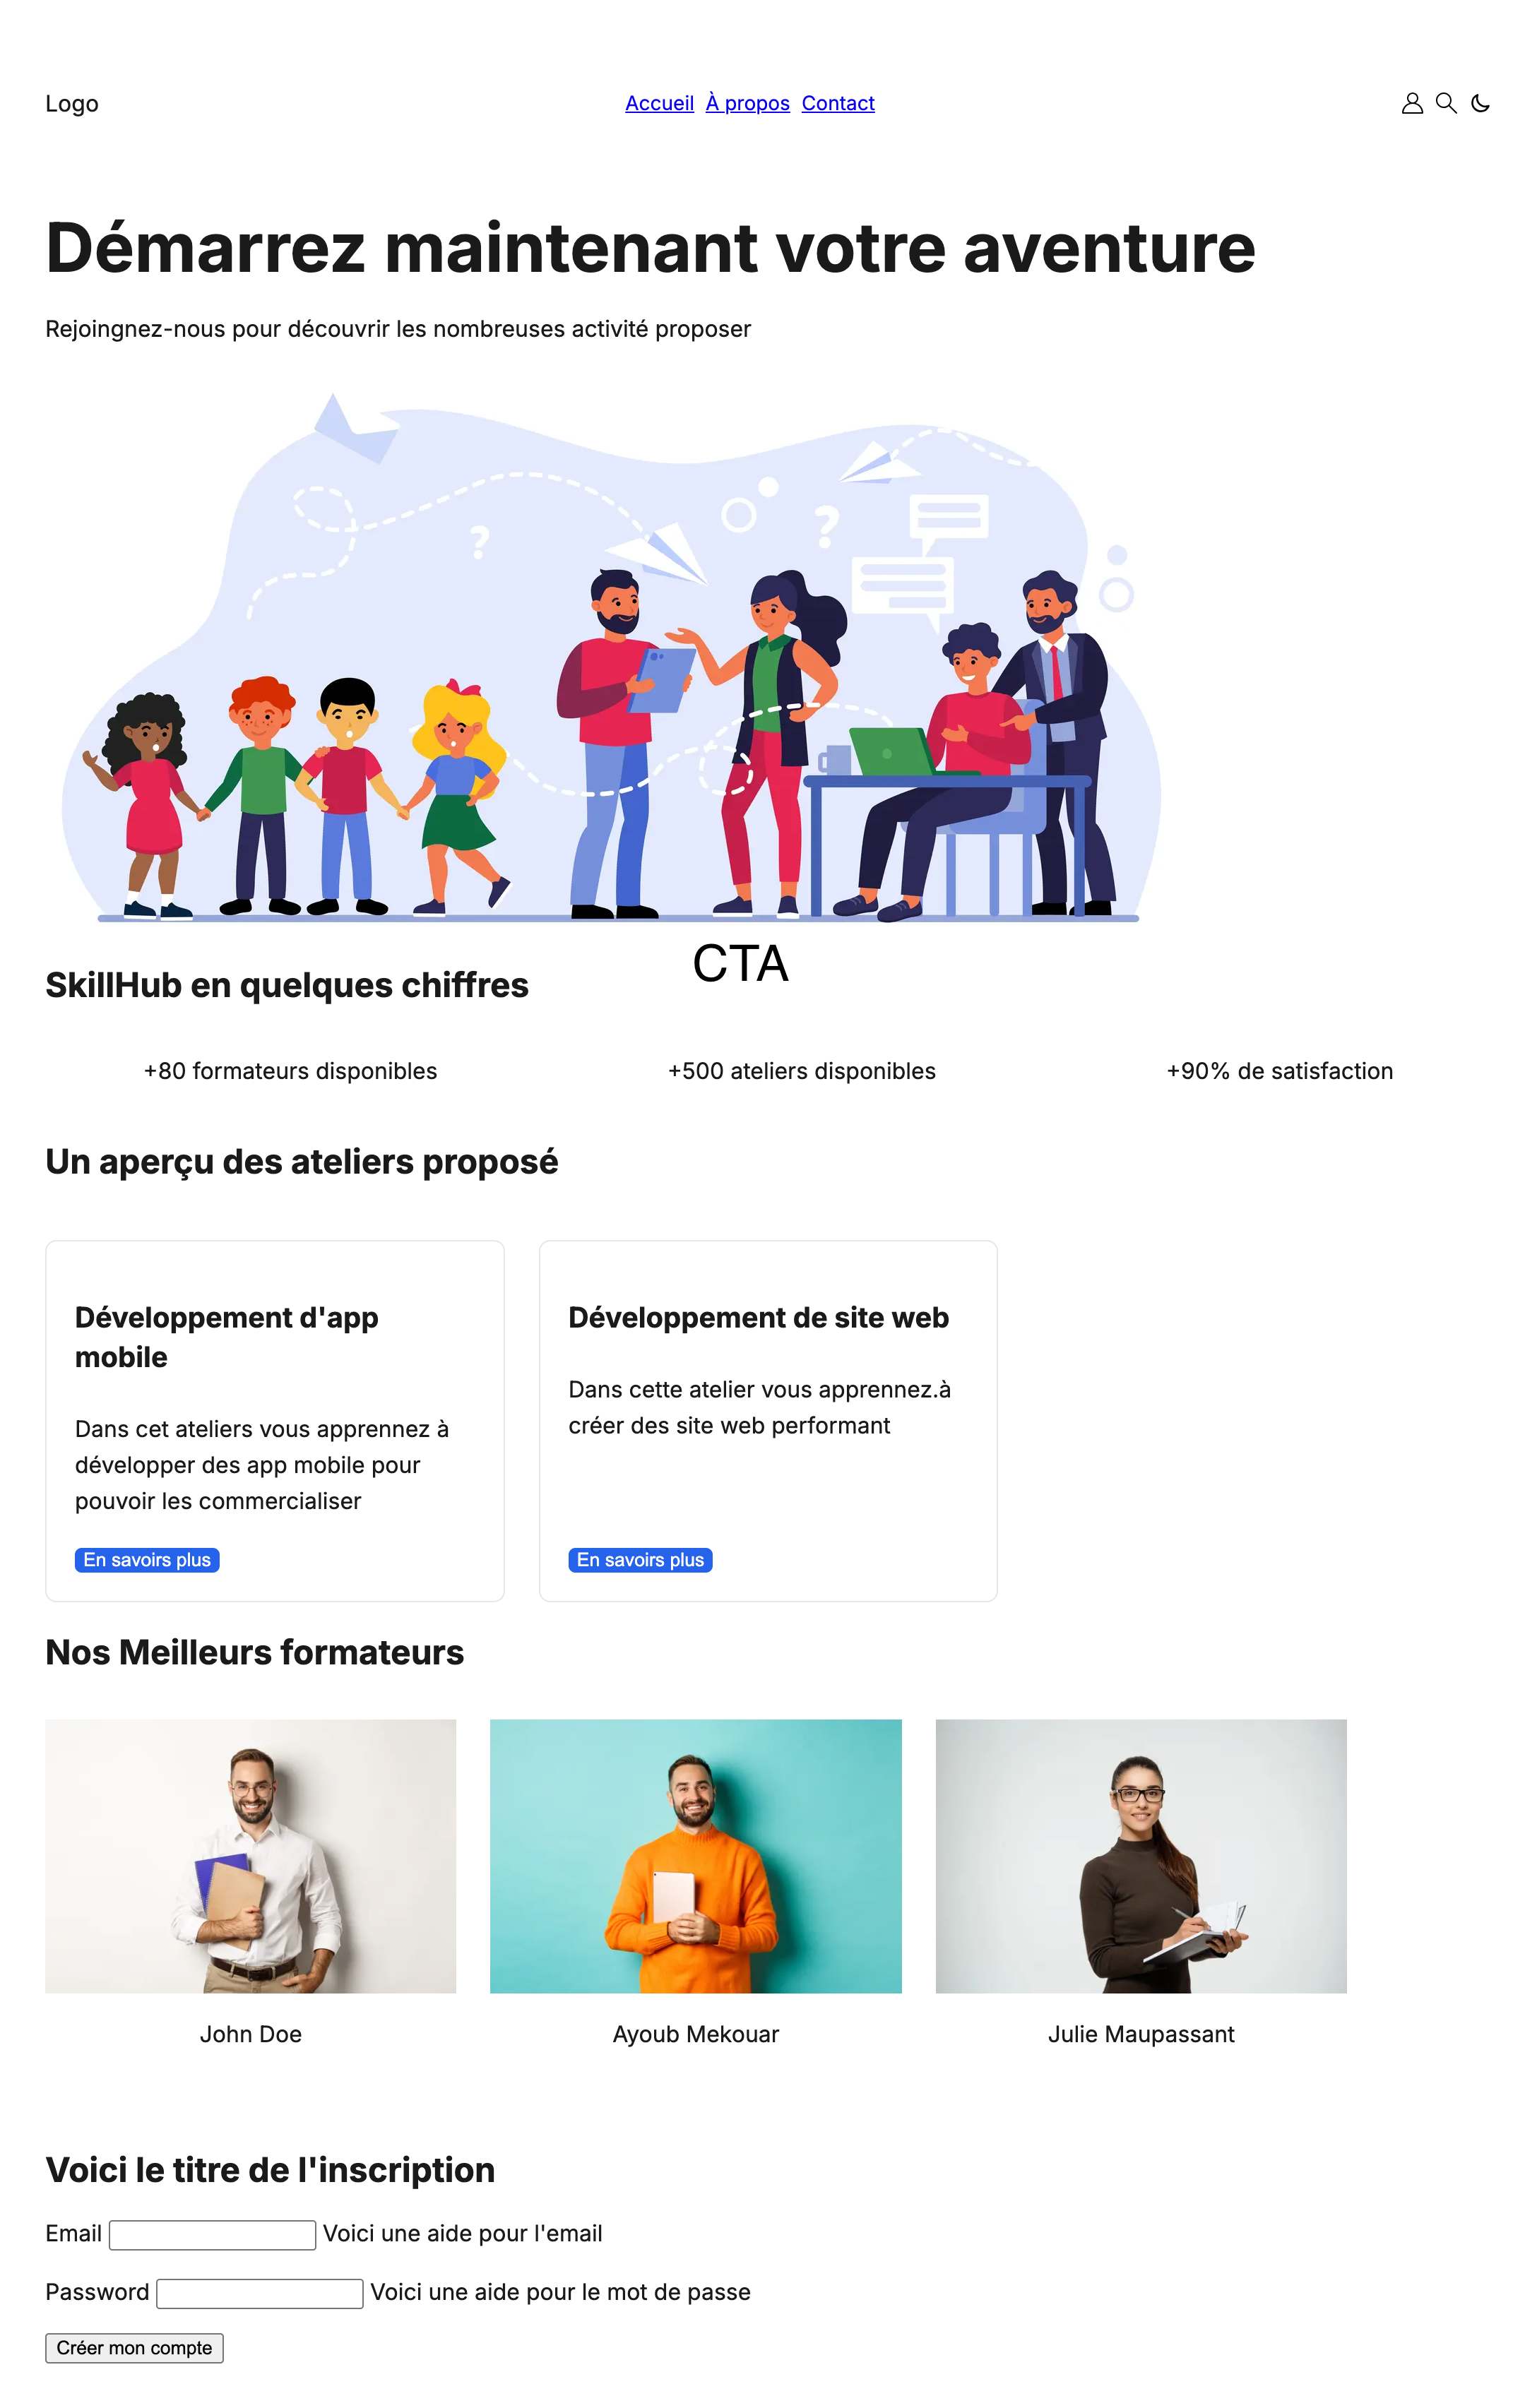 Logo
Accueil À propos Contact
Démarrez maintenant votre aventure
Rejoingnez-nous pour découvrir les nombreuses activité proposer
?
?
CTA
SkillHub en quelques chiffres
+80 formateurs disponibles
+500 ateliers disponibles
+90% de satisfaction
Un aperçu des ateliers proposé
Développement d'app
mobile
Dans cet ateliers vous apprennez à
développer des app mobile pour
pouvoir les commercialiser
En savoirs plus
Développement de site web
Dans cette atelier vous apprennez.à
créer des site web performant
En savoirs plus
Nos Meilleurs formateurs
John Doe
Ayoub Mekouar
Julie Maupassant
Voici le titre de l'inscription
Email Voici une aide pour l'email
Password Voici une aide pour le mot de passe
Créer mon compte